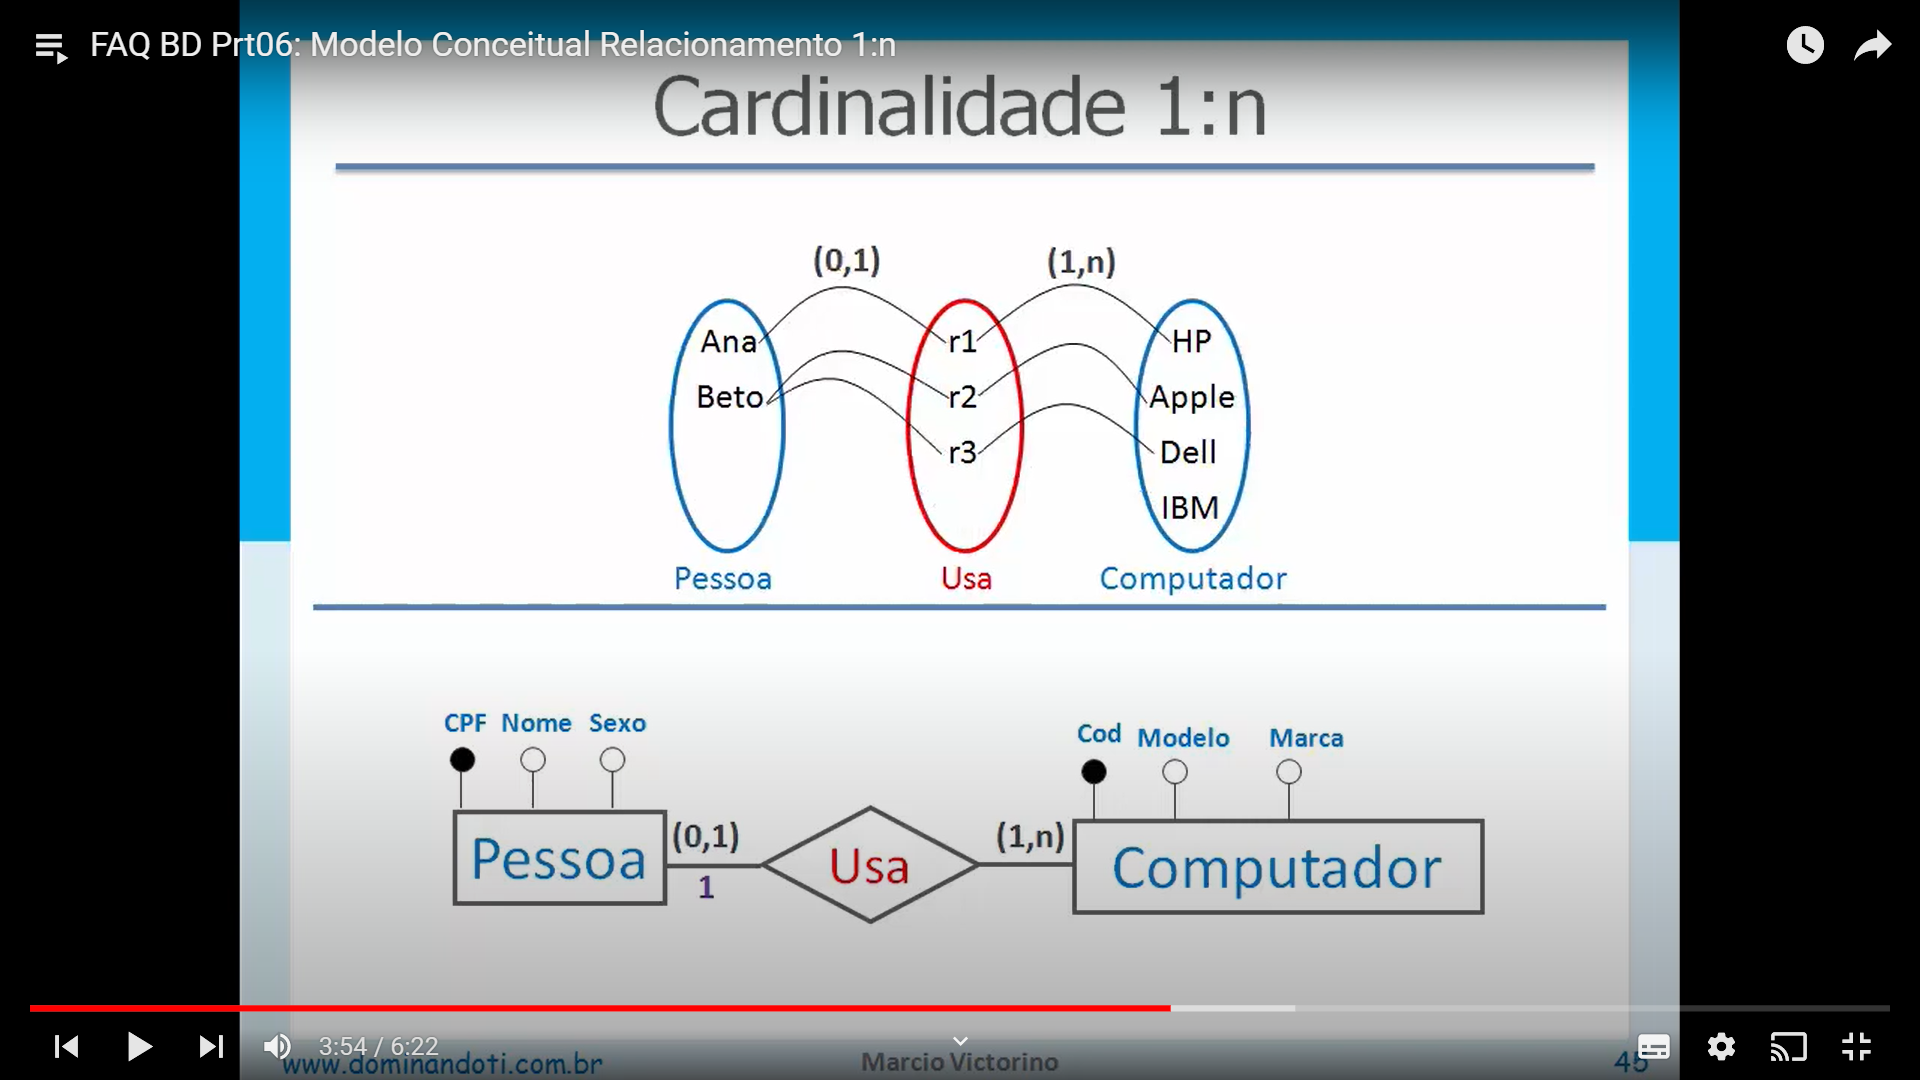 FAQ BD Prt06: Modelo Conceitual Relacionamento 1:n
Cardinalidade 1:n
(0,1) (1,n)
Ana r1 HP
Beto r2 Apple
r3 Dell
IBM
Pessoa Usa Computador
CPF Nome Sexo
Cod Modelo Marca
(0,1) (1,n)
Pessoa Usa Computador
1
3:54 / 6:22
www.dominandoti.com.br Marcio Victorino 45